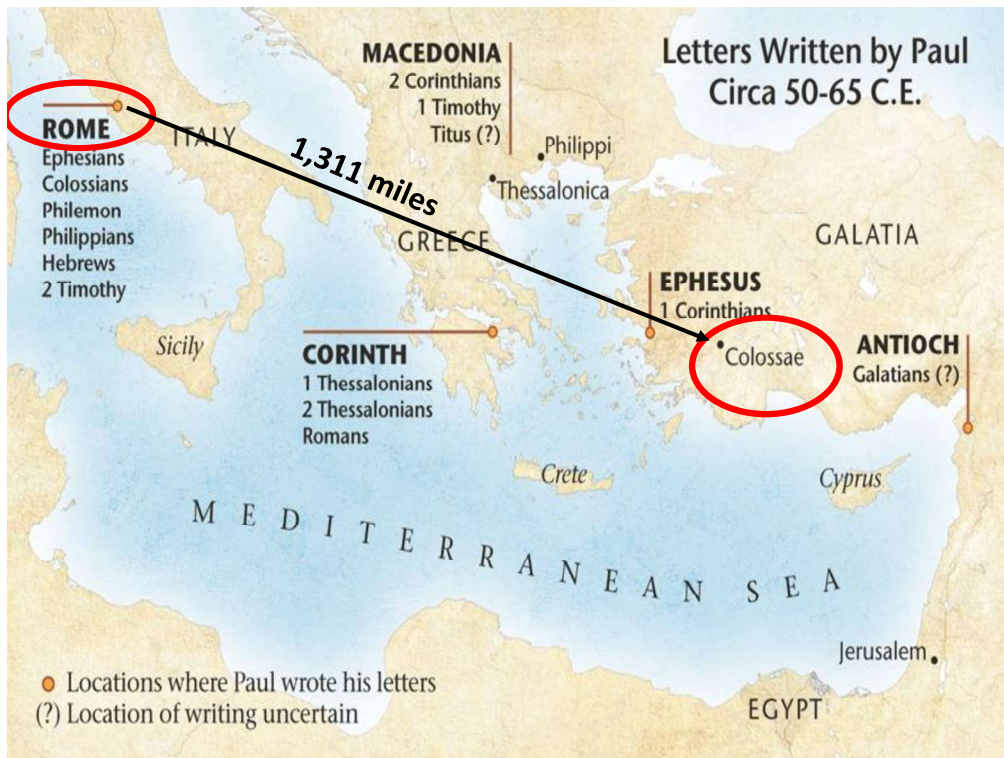 Letters Written by Paul
Circa 50-65 C.E.
MACEDONIA
2 Corinthians
1 Timothy
Titus (?)
Philippi
Thessalonica
ROME
Ephesians
Colossians
Philemon
Philippians
Hebrews
2 Timothy
ITALY
1,311 miles
GREECE
GALATIA
EPHESUS
1 Corinthians
Colossae
ANTIOCH
Galatians (?)
Sicily
CORINTH
1 Thessalonians
2 Thessalonians
Romans
Crete
Cyprus
MEDITERRANEAN SEA
Jerusalem
EGYPT
Locations where Paul wrote his letters
(?) Location of writing uncertain